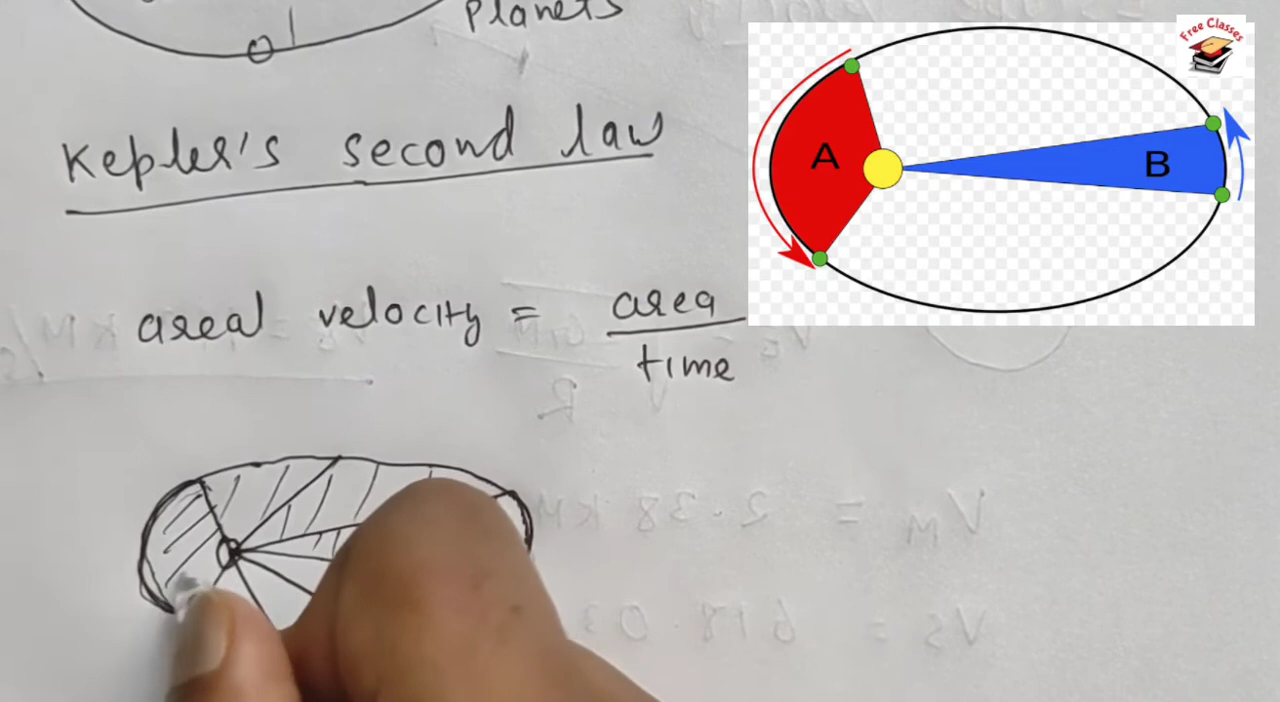 planets
Free Classes
Kepler's second law
A
B
areal velocity = area
time